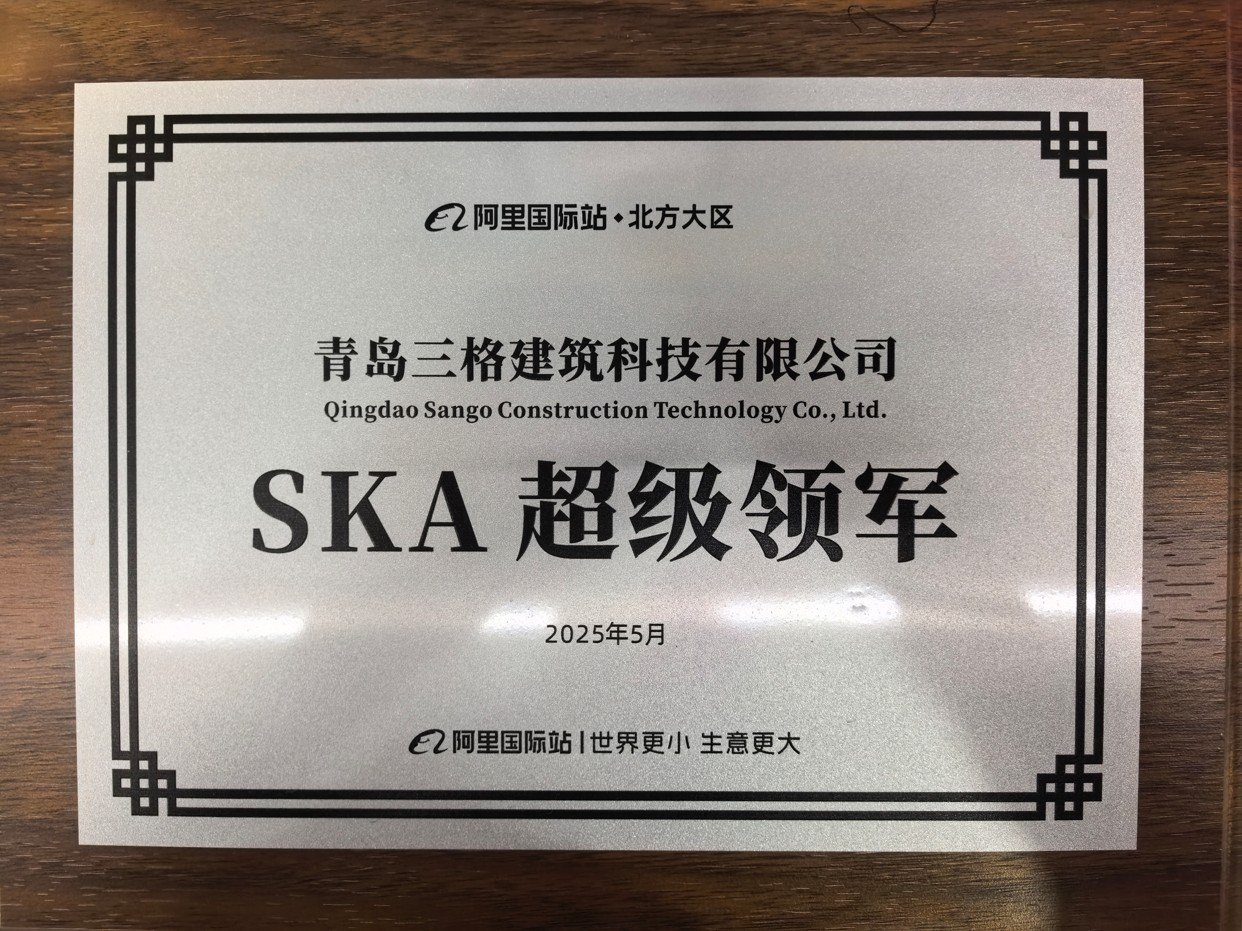 阿里国际站·北方大区
青岛三格建筑科技有限公司
Qingdao Sango Construction Technology Co., Ltd.
SKA 超级领军
2025年5月
阿里国际站|世界更小 生意更大